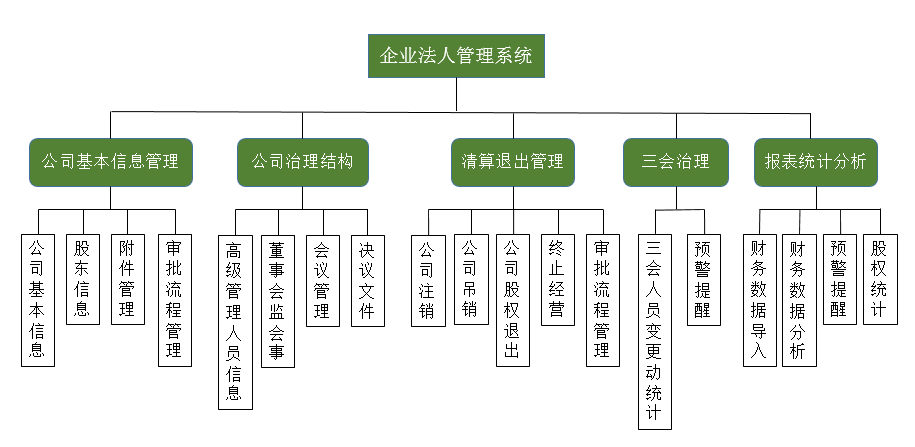 企业法人管理系统
公司基本信息管理
公司治理结构
清算退出管理
三会治理
报表统计分析
公司基本信息
股东信息
附件管理
审批流程管理
高级管理人员信息
董事会监会事
会议管理
决议文件
公司注销
公司吊销
公司股权退出
终止经营
审批流程管理
三会人员变更动统计
预警提醒
财务数据导入
财务数据分析
预警提醒
股权统计